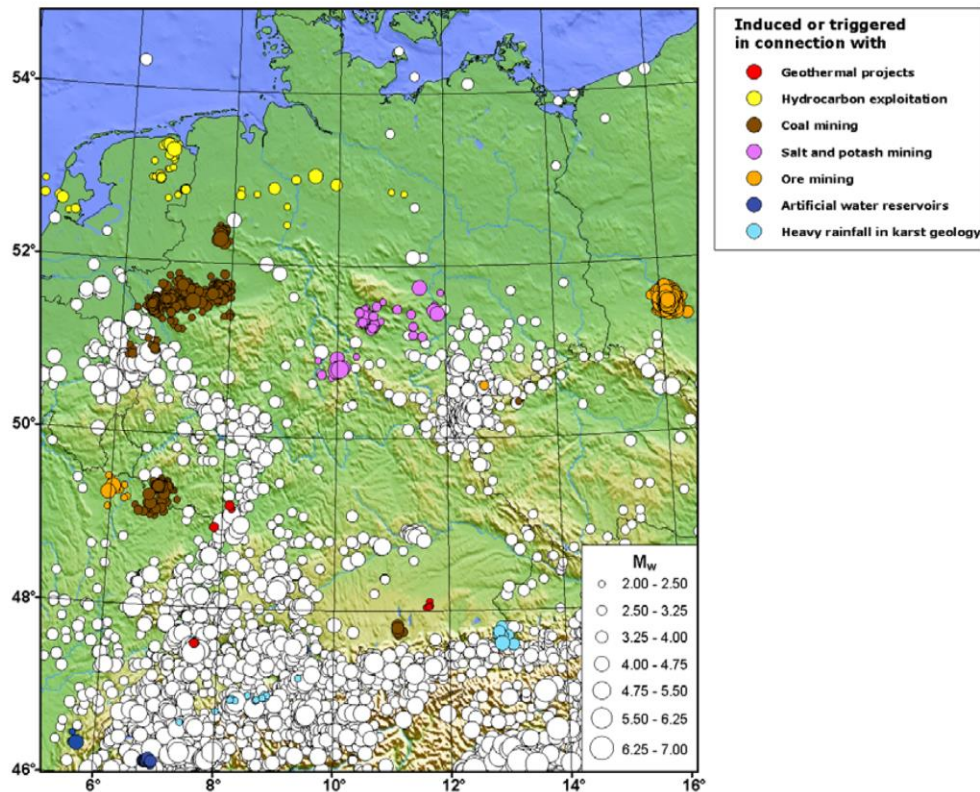 Induced or triggered
in connection with
Geothermal projects
Hydrocarbon exploitation
Coal mining
Salt and potash mining
Ore mining
Artificial water reservoirs
Heavy rainfall in karst geology
54°
52°
50°
48°
46°
Mw
2.00 - 2.50
2.50 - 3.25
3.25 - 4.00
4.00 - 4.75
4.75 - 5.50
5.50 - 6.25
6.25 - 7.00
6° 8° 10° 12° 14° 16°